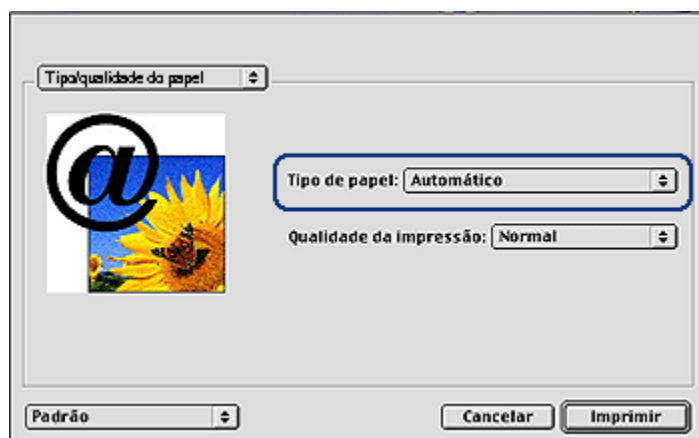 Tipo/qualidade do papel
@
Tipo de papel: Automático
Qualidade da impressão: Normal
Padrão
Cancelar
Imprimir